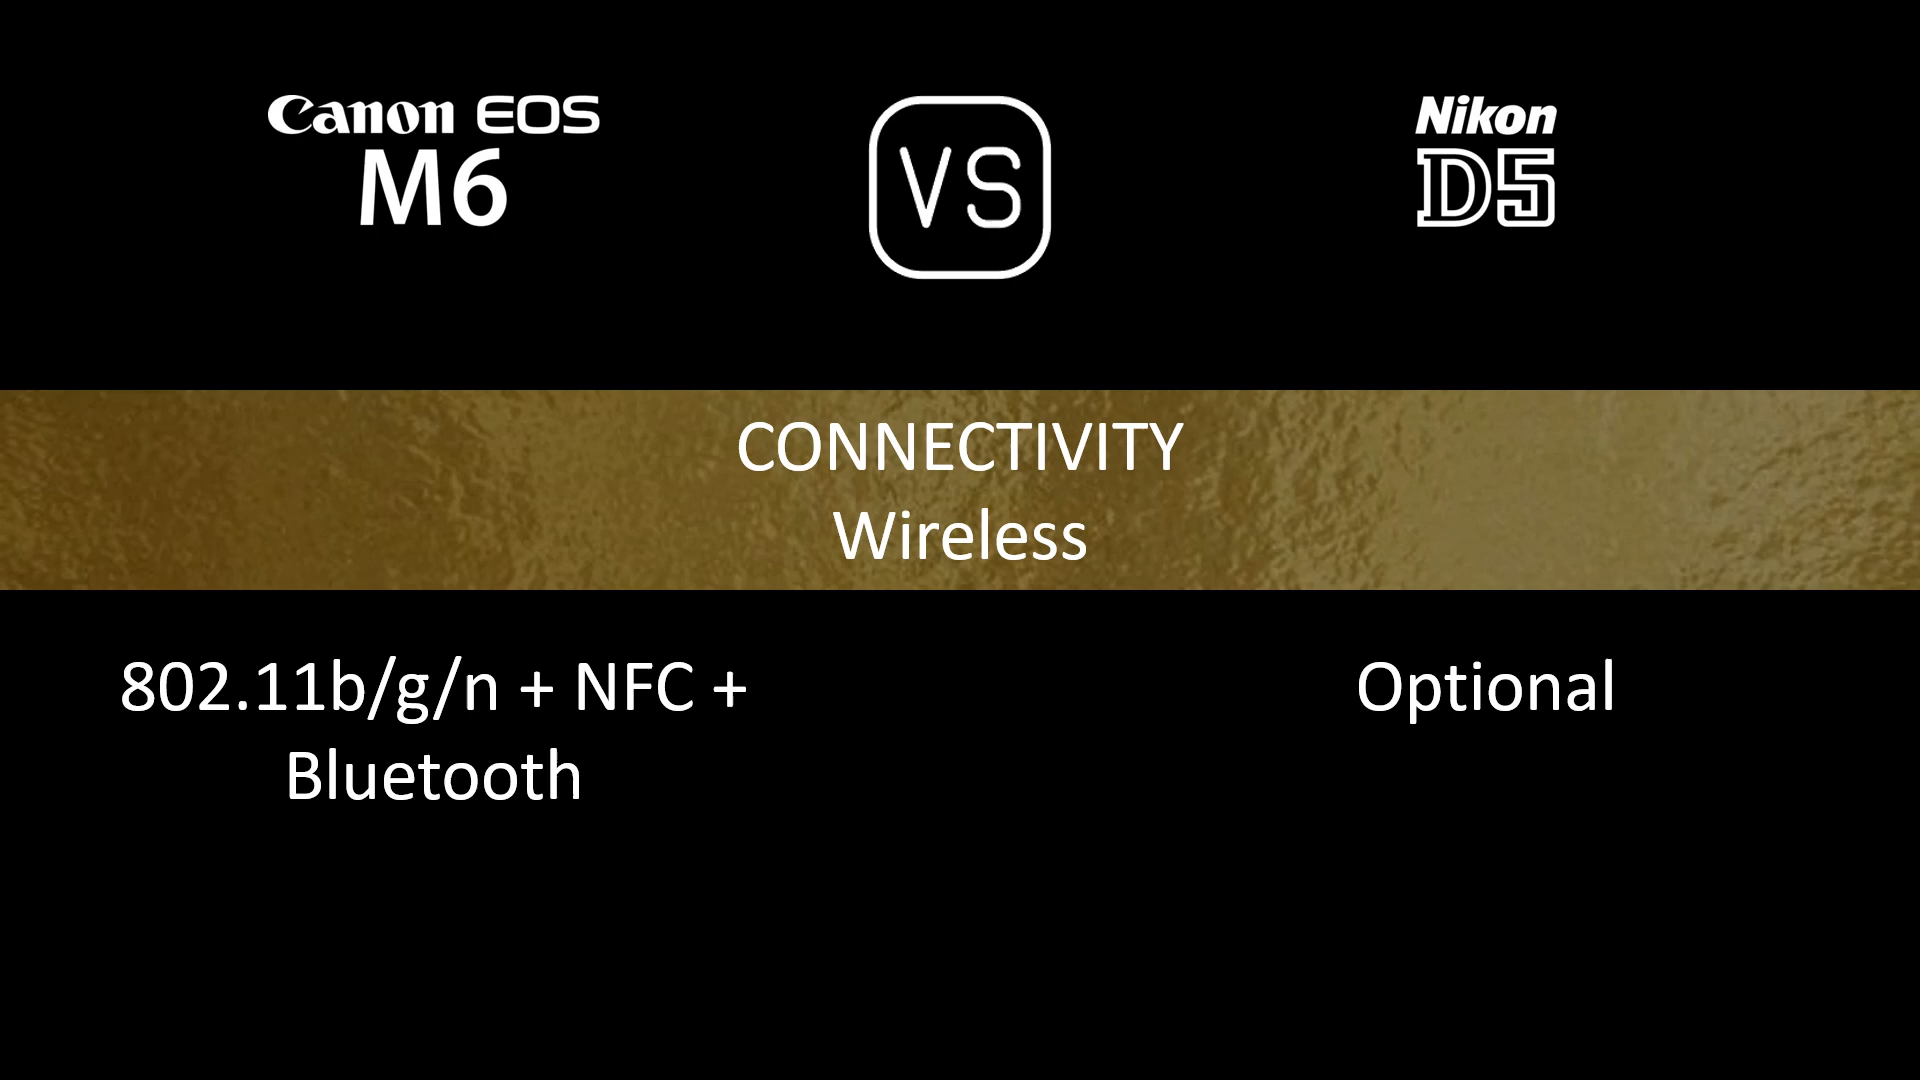 Canon EOS
M6
VS
Nikon
D5
CONNECTIVITY
Wireless
802.11b/g/n + NFC +
Bluetooth
Optional